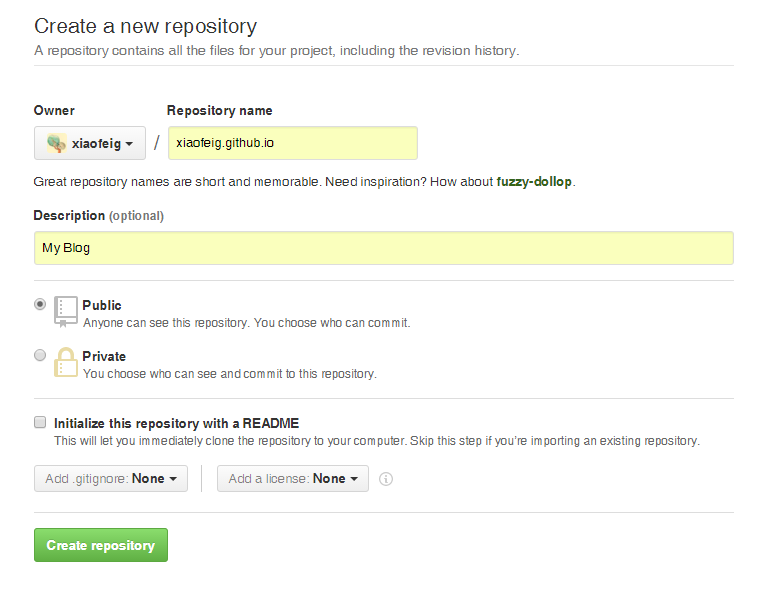 Create a new repository
A repository contains all the files for your project, including the revision history.
Owner Repository name
xiaofeig / xiaofeig.github.io
Great repository names are short and memorable. Need inspiration? How about fuzzy-dollop.
Description (optional)
My Blog
Public
Anyone can see this repository. You choose who can commit.
Private
You choose who can see and commit to this repository.
Initialize this repository with a README
This will let you immediately clone the repository to your computer. Skip this step if you're importing an existing repository.
Add .gitignore: None Add a license: None
Create repository